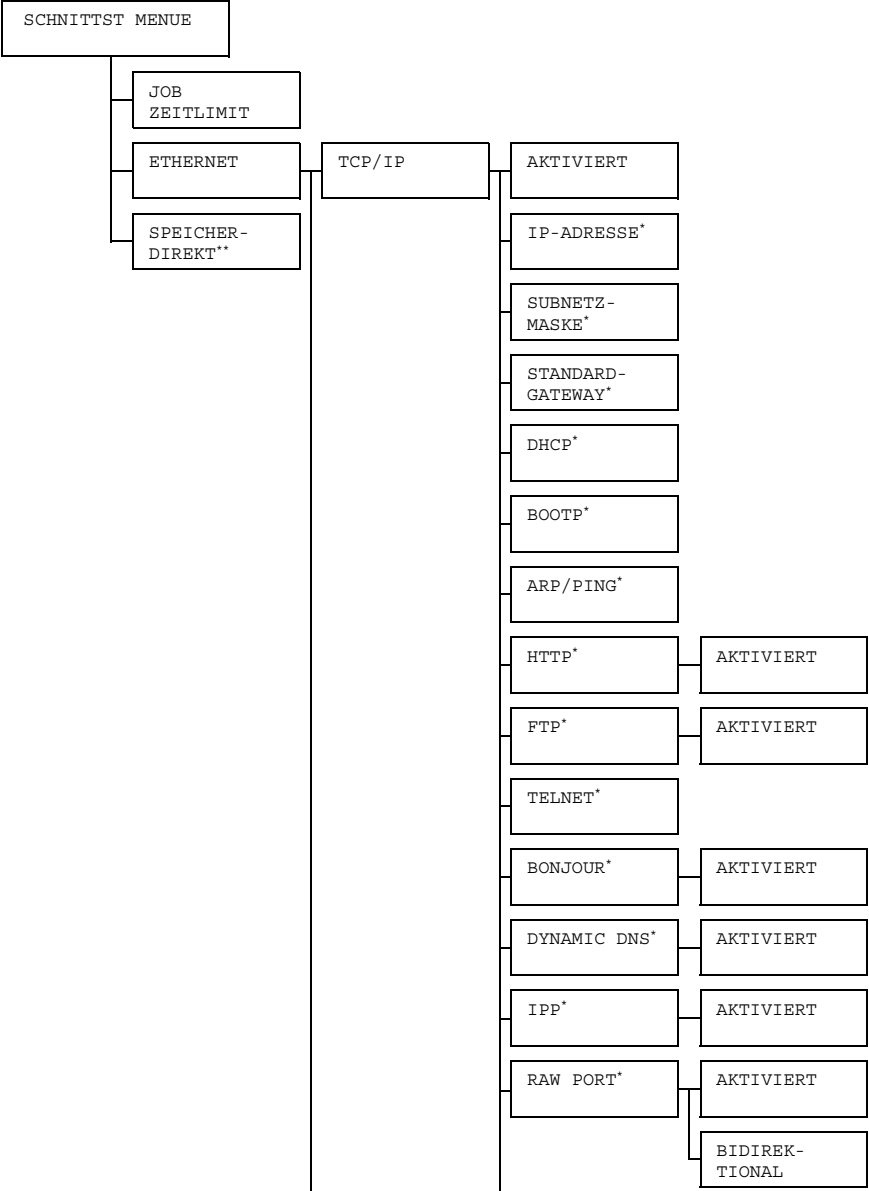 SCHNITTST MENUE
JOB
ZEITLIMIT
ETHERNET
TCP/IP
AKTIVIERT
SPEICHER-
DIREKT**
IP-ADRESSE*
SUBNETZ-
MASKE*
STANDARD-
GATEWAY*
DHCP*
BOOTP*
ARP/PING*
HTTP*
AKTIVIERT
FTP*
AKTIVIERT
TELNET*
BONJOUR*
AKTIVIERT
DYNAMIC DNS*
AKTIVIERT
IPP*
AKTIVIERT
RAW PORT*
AKTIVIERT
BIDIREK-
TIONAL